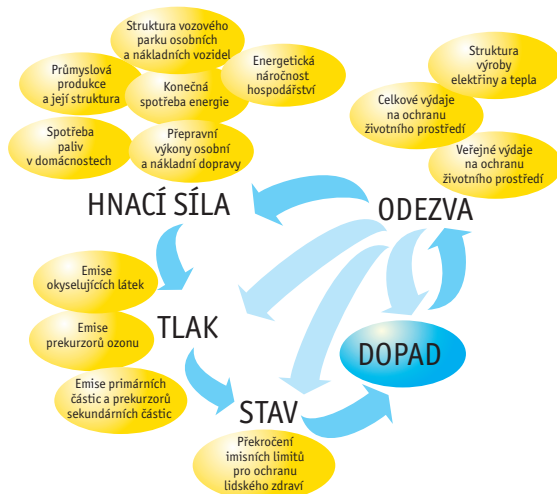 Struktura vozového
parku osobních
a nákladních vozidel
Energetická
náročnost
hospodářství
Průmyslová
produkce
a její struktura
Konečná
spotřeba energie
Spotřeba
paliv
v domácnostech
Přepravní
výkony osobní
a nákladní dopravy
Struktura
výroby
elektřiny a tepla
Celkové výdaje
na ochranu
životního prostředí
Veřejné výdaje
na ochranu
životního prostředí
HNACÍ SÍLA
ODEZVA
Emise
okyselujících látek
Emise
prekurzorů ozonu
TLAK
Emise primárních
částic a prekurzorů
sekundárních částic
DOPAD
STAV
Překročení
imisních limitů
pro ochranu
lidského zdraví